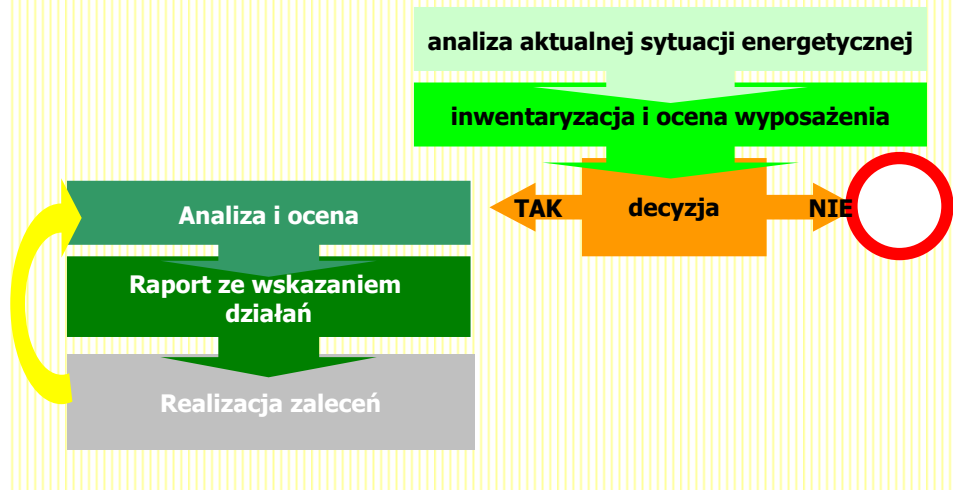 analiza aktualnej sytuacji energetycznej
inwentaryzacja i ocena wyposażenia
TAK
decyzja
NIE
Analiza i ocena
Raport ze wskazaniem
działań
Realizacja zaleceń